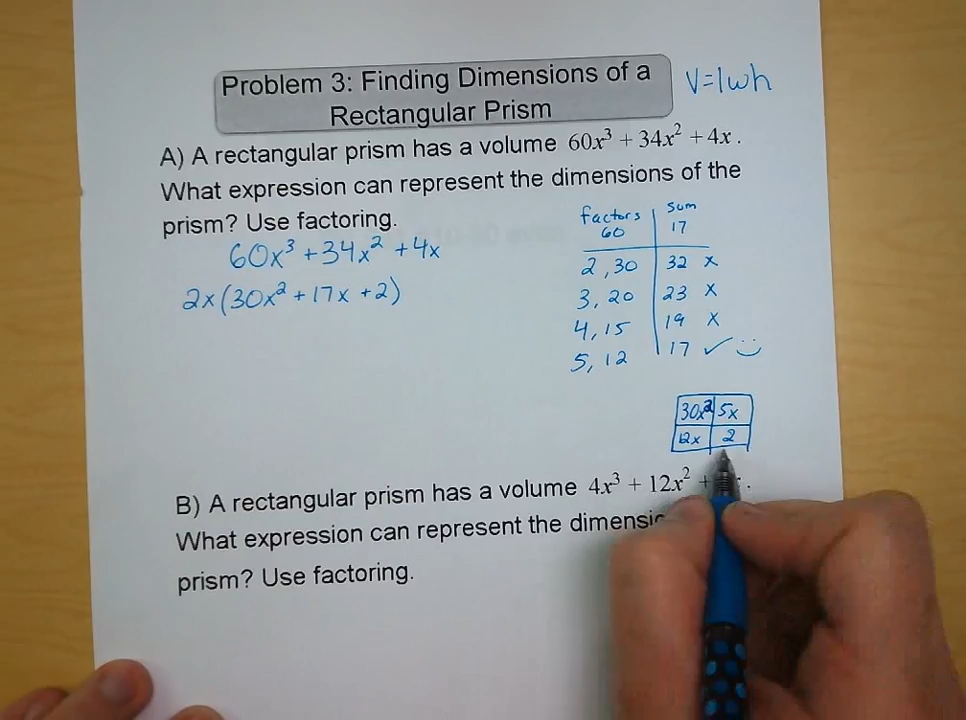 Problem 3: Finding Dimensions of a
Rectangular Prism
V=lwh
A) A rectangular prism has a volume 60x³ + 34x² + 4x.
What expression can represent the dimensions of the
prism? Use factoring.
60x³ + 34x² + 4x
2x(30x² + 17x + 2)
factors | sum
60 | 17
2, 30 | 32 x
3, 20 | 23 x
4, 15 | 19 x
5, 12 | 17 ✓ :)
30x² | 5x
12x | 2
B) A rectangular prism has a volume 4x³ + 12x² +
What expression can represent the
prism? Use factoring.